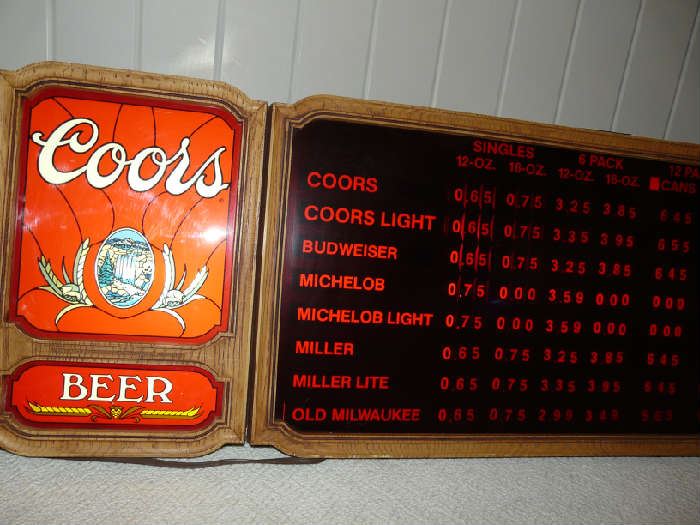 Coors
BEER
SINGLES 6 PACK 12 PA
12-OZ. 16-OZ. 12-OZ. 16-OZ. CANS
COORS 0.65 0.75 3.25 3.85 6.45
COORS LIGHT 0.65 0.75 3.35 3.95 6.55
BUDWEISER 0.65 0.75 3.25 3.85 6.45
MICHELOB 0.75 0.00 3.59 0.00 0.00
MICHELOB LIGHT 0.75 0.00 3.59 0.00 0.00
MILLER 0.65 0.75 3.25 3.85 6.45
MILLER LITE 0.65 0.75 3.35 3.95 6.45
OLD MILWAUKEE 0.65 0.75 2.99